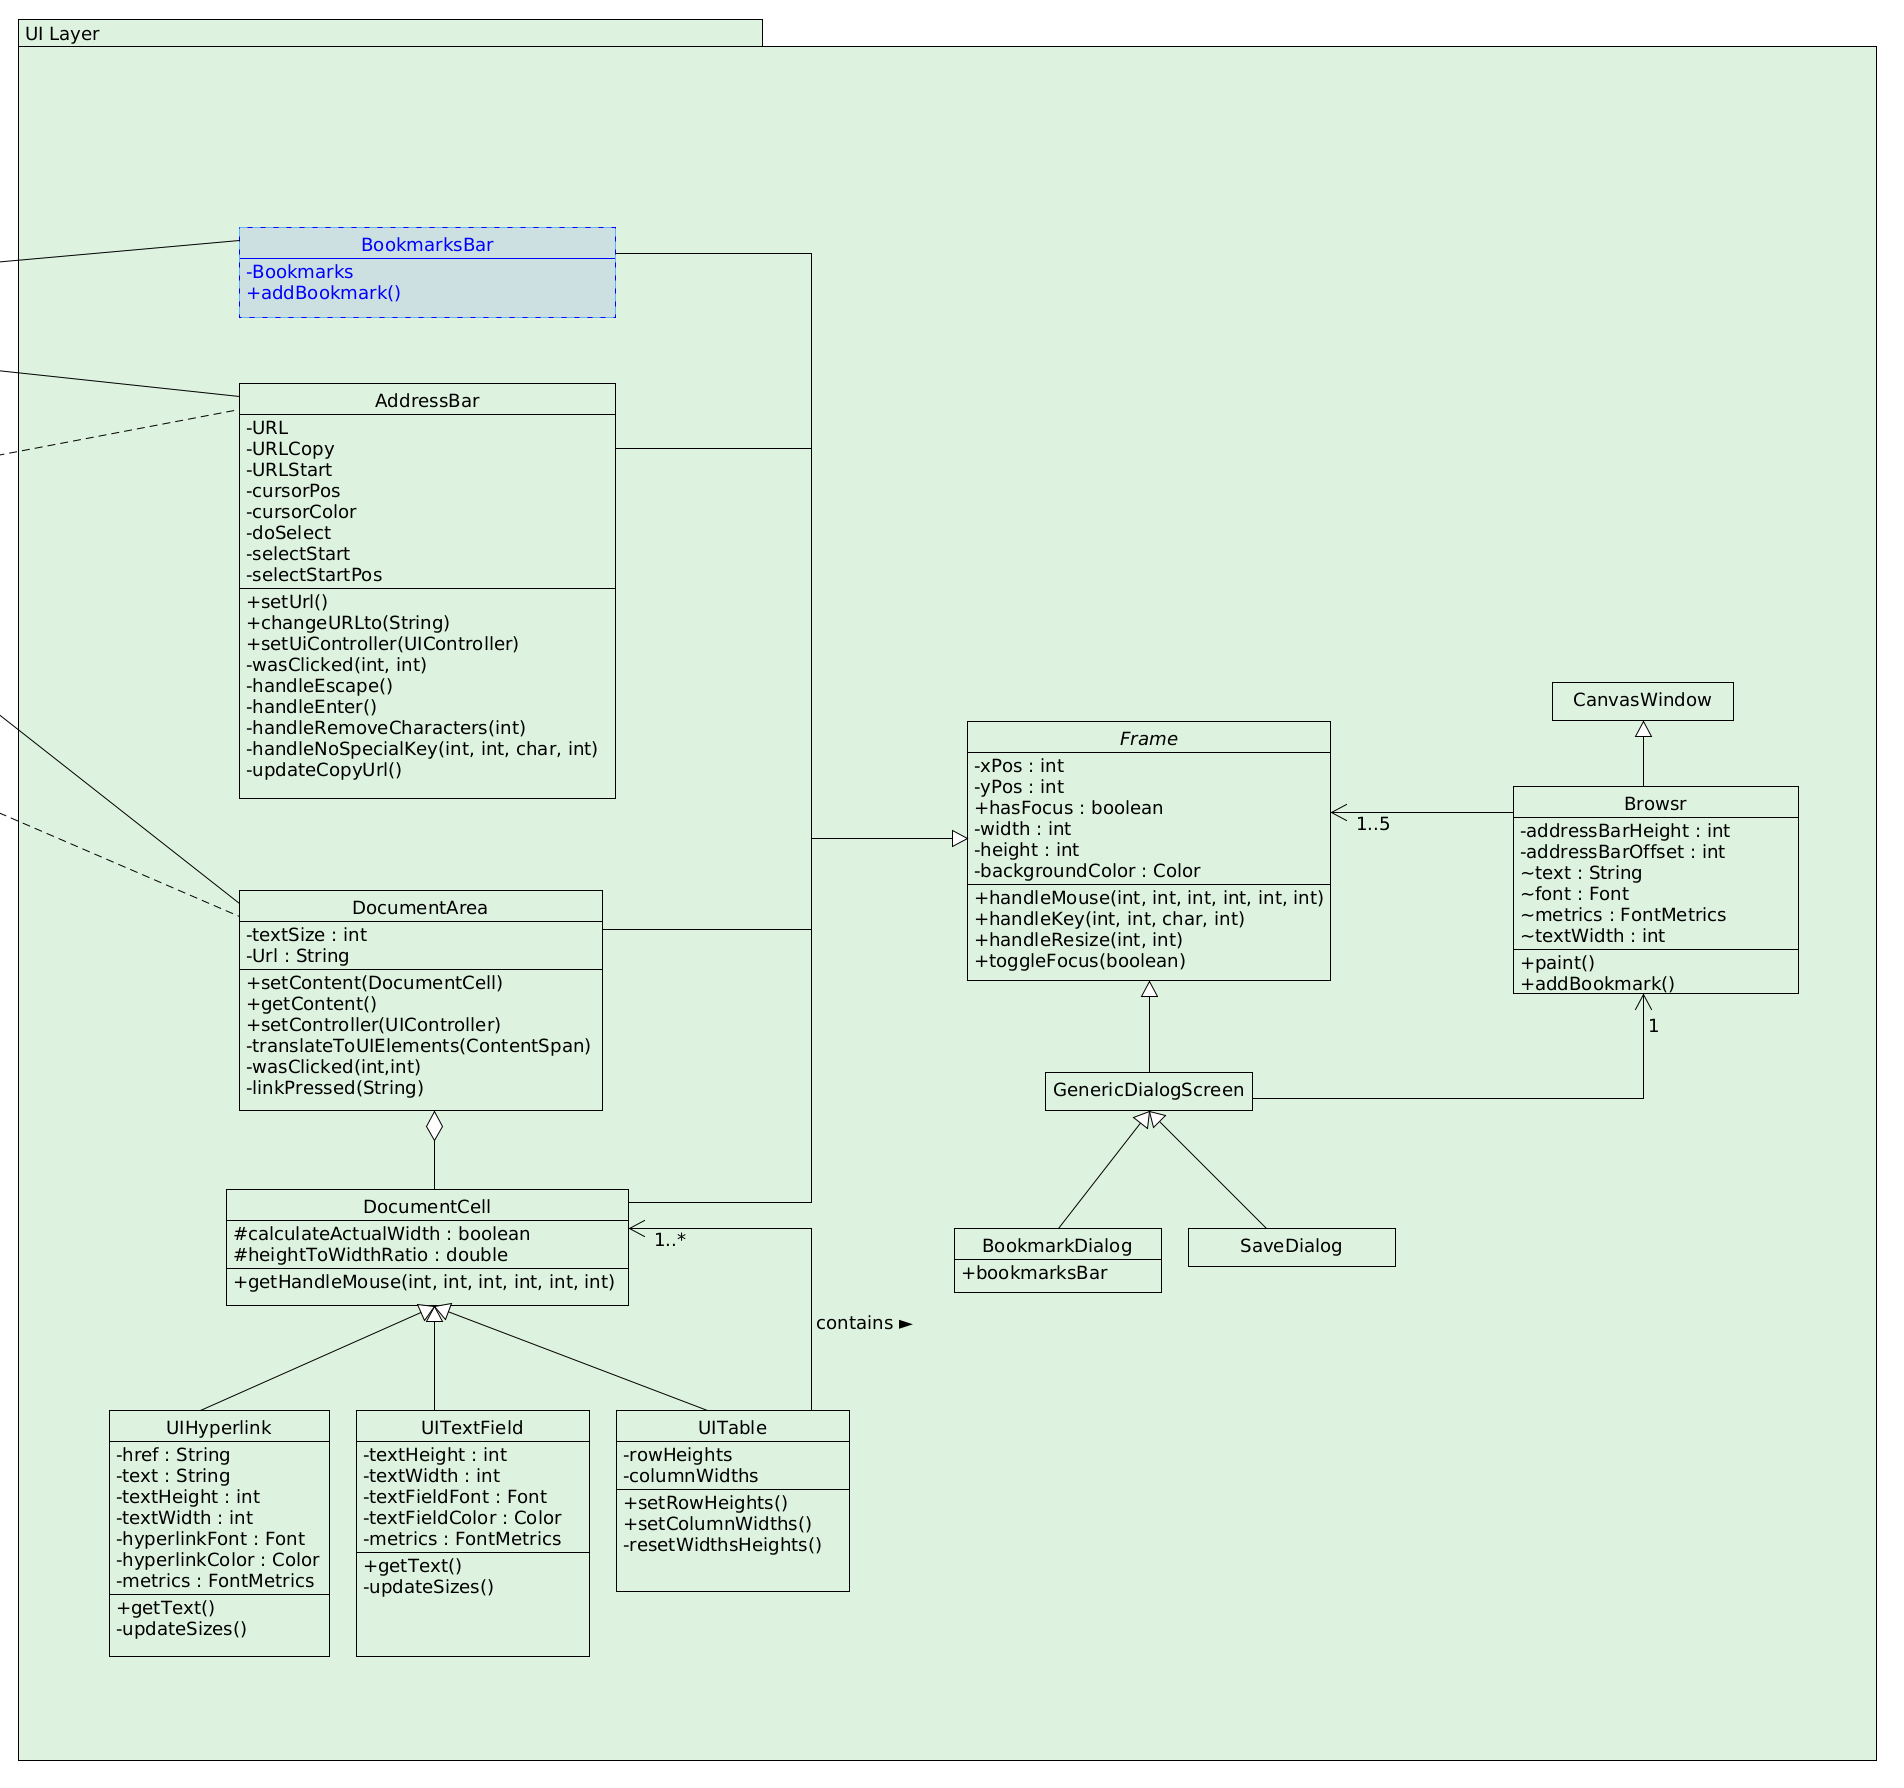 UI Layer
BookmarksBar
-Bookmarks
+addBookmark()
AddressBar
-URL
-URLCopy
-URLStart
-cursorPos
-cursorColor
-doSelect
-selectStart
-selectStartPos
+setUrl()
+changeURLto(String)
+setUiController(UIController)
-wasClicked(int, int)
-handleEscape()
-handleEnter()
-handleRemoveCharacters(int)
-handleNoSpecialKey(int, int, char, int)
-updateCopyUrl()
CanvasWindow
Frame
-xPos : int
-yPos : int
+hasFocus : boolean
-width : int
-height : int
-backgroundColor : Color
+handleMouse(int, int, int, int, int, int)
+handleKey(int, int, char, int)
+handleResize(int, int)
+toggleFocus(boolean)
1..5
Browsr
-addressBarHeight : int
-addressBarOffset : int
~text : String
~font : Font
~metrics : FontMetrics
~textWidth : int
+paint()
+addBookmark()
1
DocumentArea
-textSize : int
-Url : String
+setContent(DocumentCell)
+getContent()
+setController(UIController)
-translateToUIElements(ContentSpan)
-wasClicked(int,int)
-linkPressed(String)
GenericDialogScreen
DocumentCell
#calculateActualWidth : boolean
#heightToWidthRatio : double
+getHandleMouse(int, int, int, int, int, int)
1..*
BookmarkDialog
+bookmarksBar
SaveDialog
contains ►
UIHyperlink
-href : String
-text : String
-textHeight : int
-textWidth : int
-hyperlinkFont : Font
-hyperlinkColor : Color
-metrics : FontMetrics
+getText()
-updateSizes()
UITextField
-textHeight : int
-textWidth : int
-textFieldFont : Font
-textFieldColor : Color
-metrics : FontMetrics
+getText()
-updateSizes()
UITable
-rowHeights
-columnWidths
+setRowHeights()
+setColumnWidths()
-resetWidthsHeights()